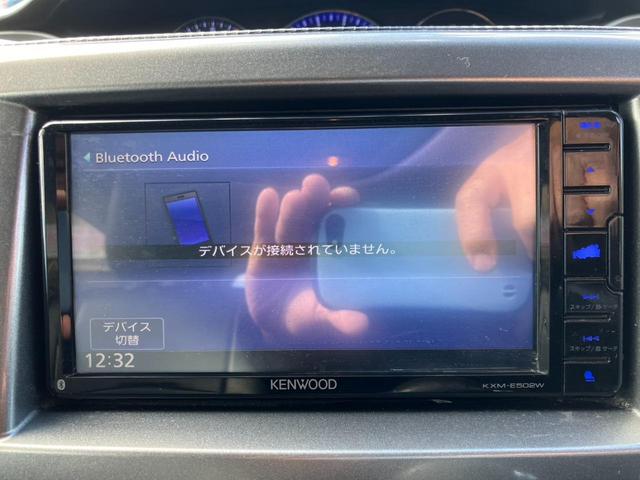 Bluetooth Audio
デバイスが接続されていません。
デバイス
切替
12:32
KENWOOD
KXM-E502W